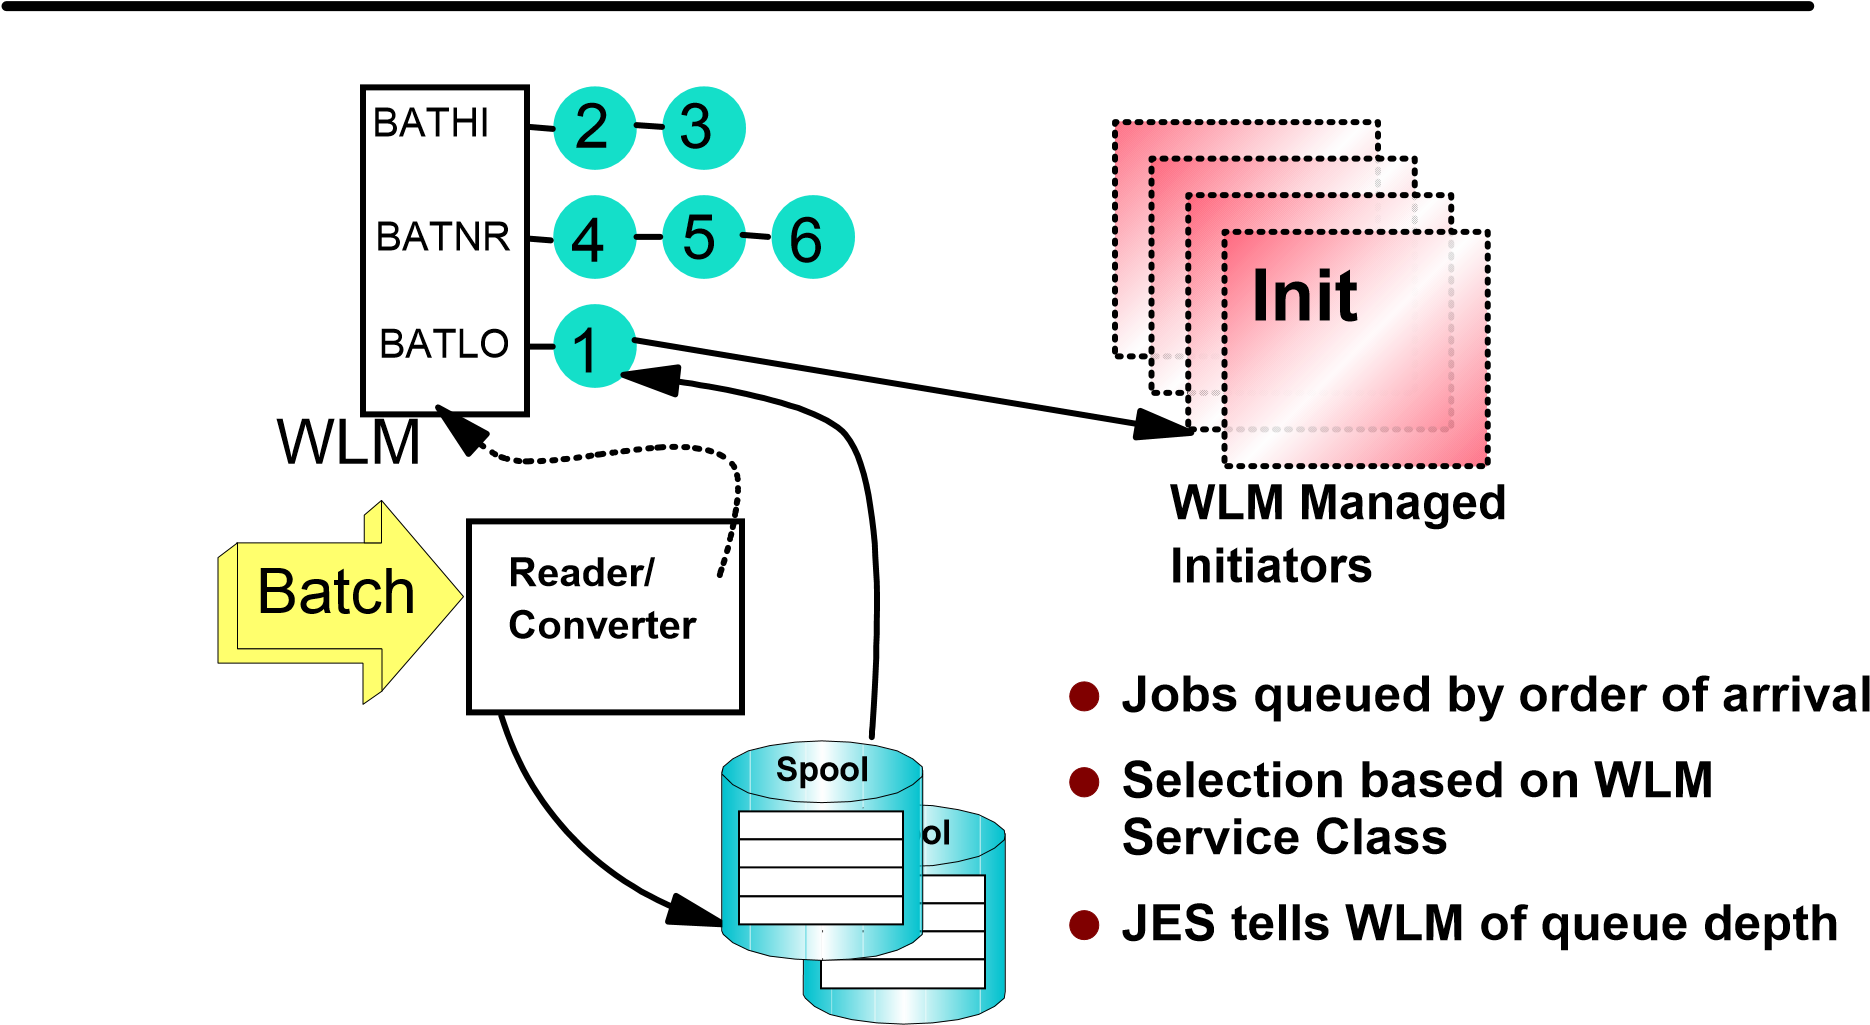 BATHI
2
3
BATNR
4
5
6
BATLO
1
WLM
Init
WLM Managed
Initiators
Batch
Reader/
Converter
Spool
ol
Jobs queued by order of arrival
Selection based on WLM
Service Class
JES tells WLM of queue depth